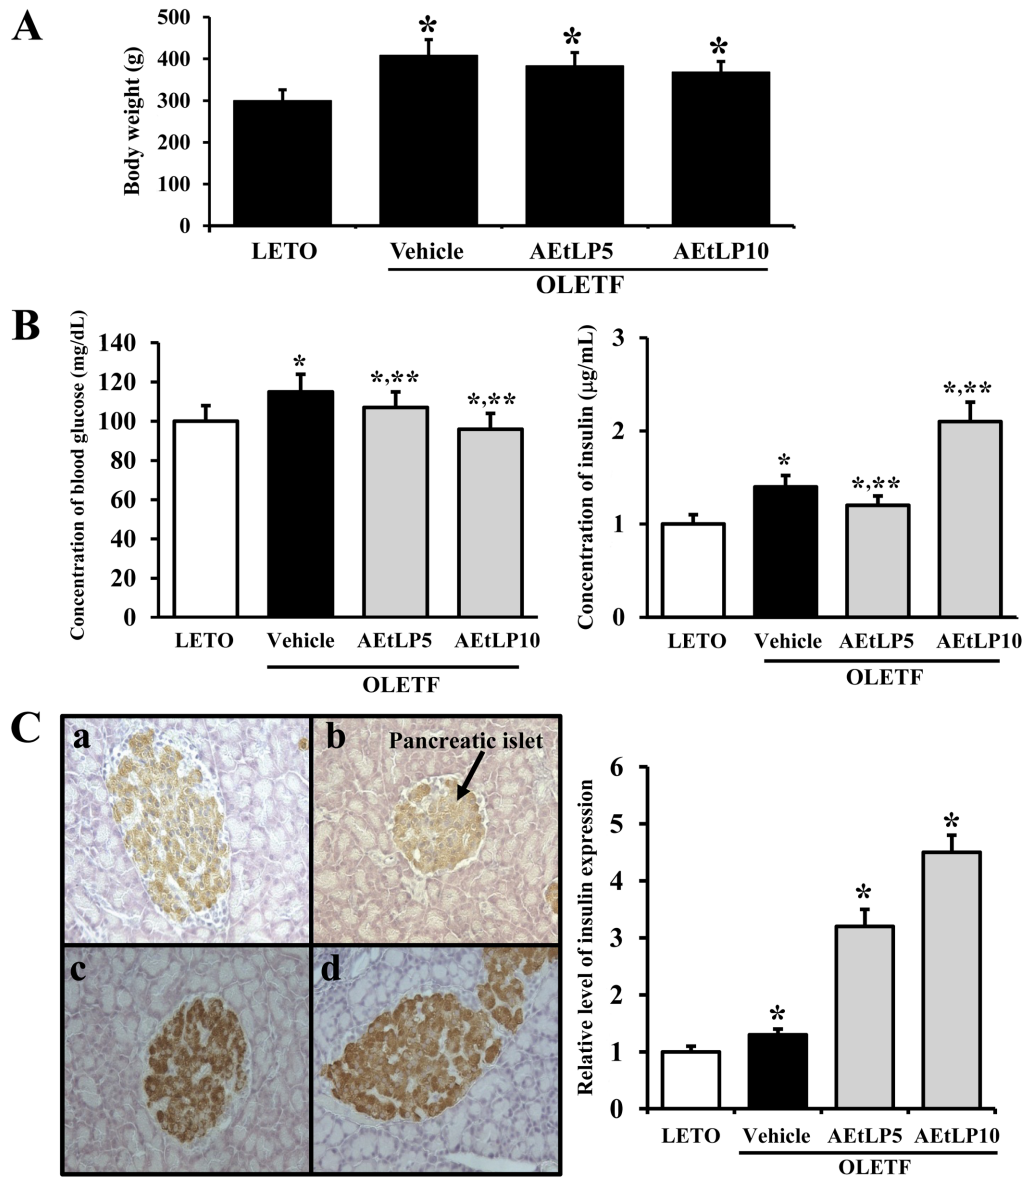 A
Body weight (g)
500
400
300
200
100
0
*
*
*
LETO
Vehicle
AEtLP5
AEtLP10
OLETF
B
Concentration of blood glucose (mg/dL)
140
120
100
80
60
40
20
0
*
*,**
*,**
LETO
Vehicle
AEtLP5
AEtLP10
OLETF
Concentration of insulin (µg/mL)
3
2
1
0
*
*,**
*,**
LETO
Vehicle
AEtLP5
AEtLP10
OLETF
C
a
b
Pancreatic islet
c
d
Relative level of insulin expression
6
5
4
3
2
1
0
*
*
*
LETO
Vehicle
AEtLP5
AEtLP10
OLETF